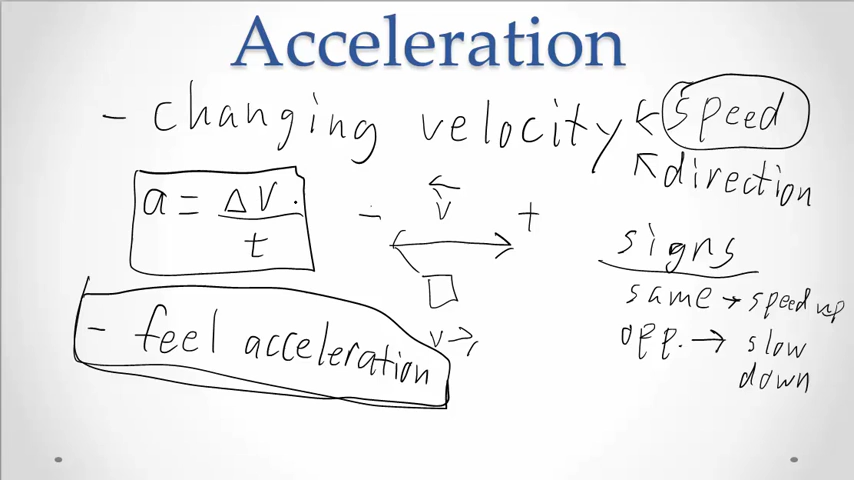 Acceleration
- changing velocity ← speed
↖ direction
a = ΔV / t
← v
- +
v →
signs
same → speed up
opp. → slow down
- feel acceleration